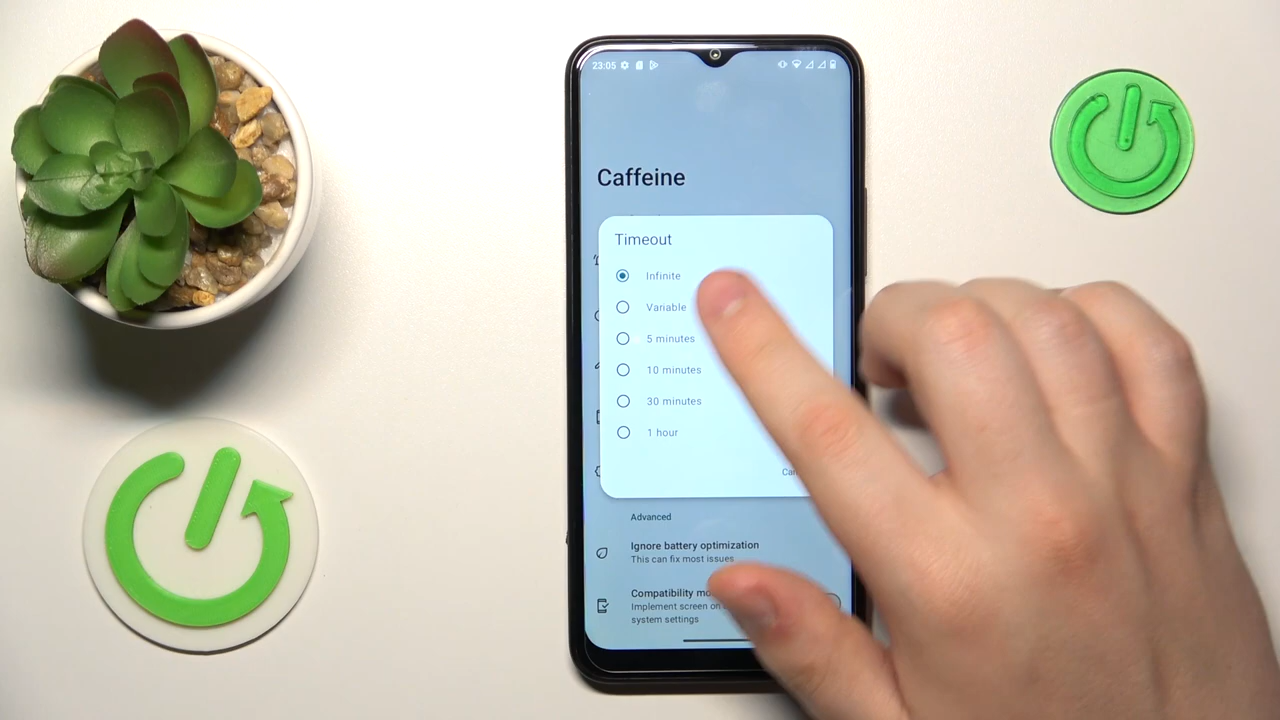 23:05
Caffeine
Timeout
Infinite
Variable
5 minutes
10 minutes
30 minutes
1 hour
Advanced
Ignore battery optimization
This can fix most issues
Compatibility
Implement screen on
system settings